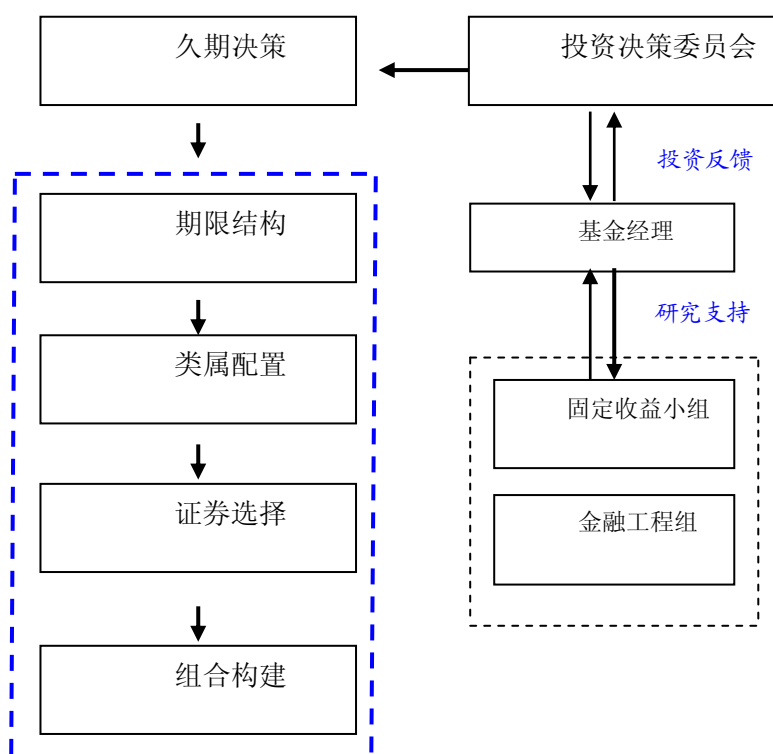 久期决策
投资决策委员会
投资反馈
期限结构
基金经理
研究支持
类属配置
固定收益小组
证券选择
金融工程组
组合构建